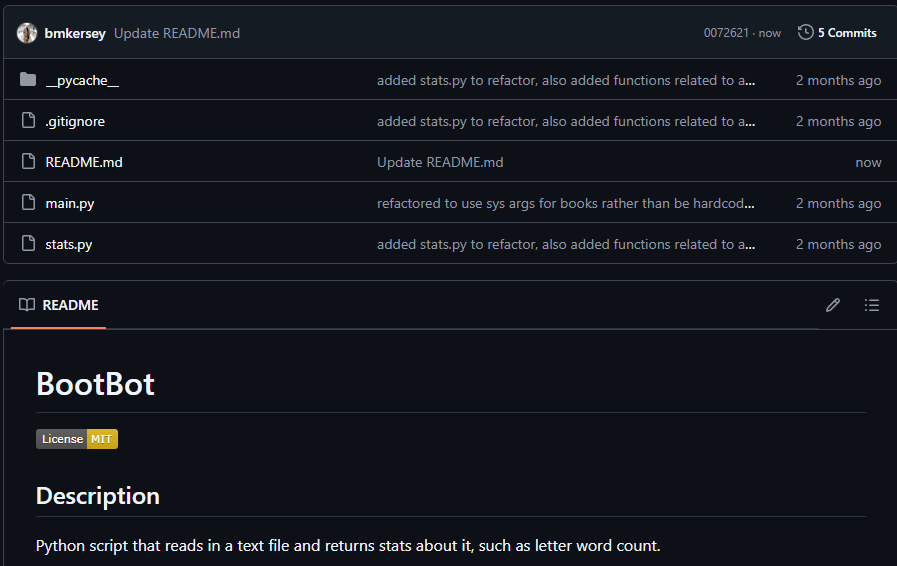 bmkersey Update README.md 0072621 · now 5 Commits
__pycache__ added stats.py to refactor, also added functions related to a... 2 months ago
.gitignore added stats.py to refactor, also added functions related to a... 2 months ago
README.md Update README.md now
main.py refactored to use sys args for books rather than be hardcod... 2 months ago
stats.py added stats.py to refactor, also added functions related to a... 2 months ago
README
BootBot
License MIT
Description
Python script that reads in a text file and returns stats about it, such as letter word count.